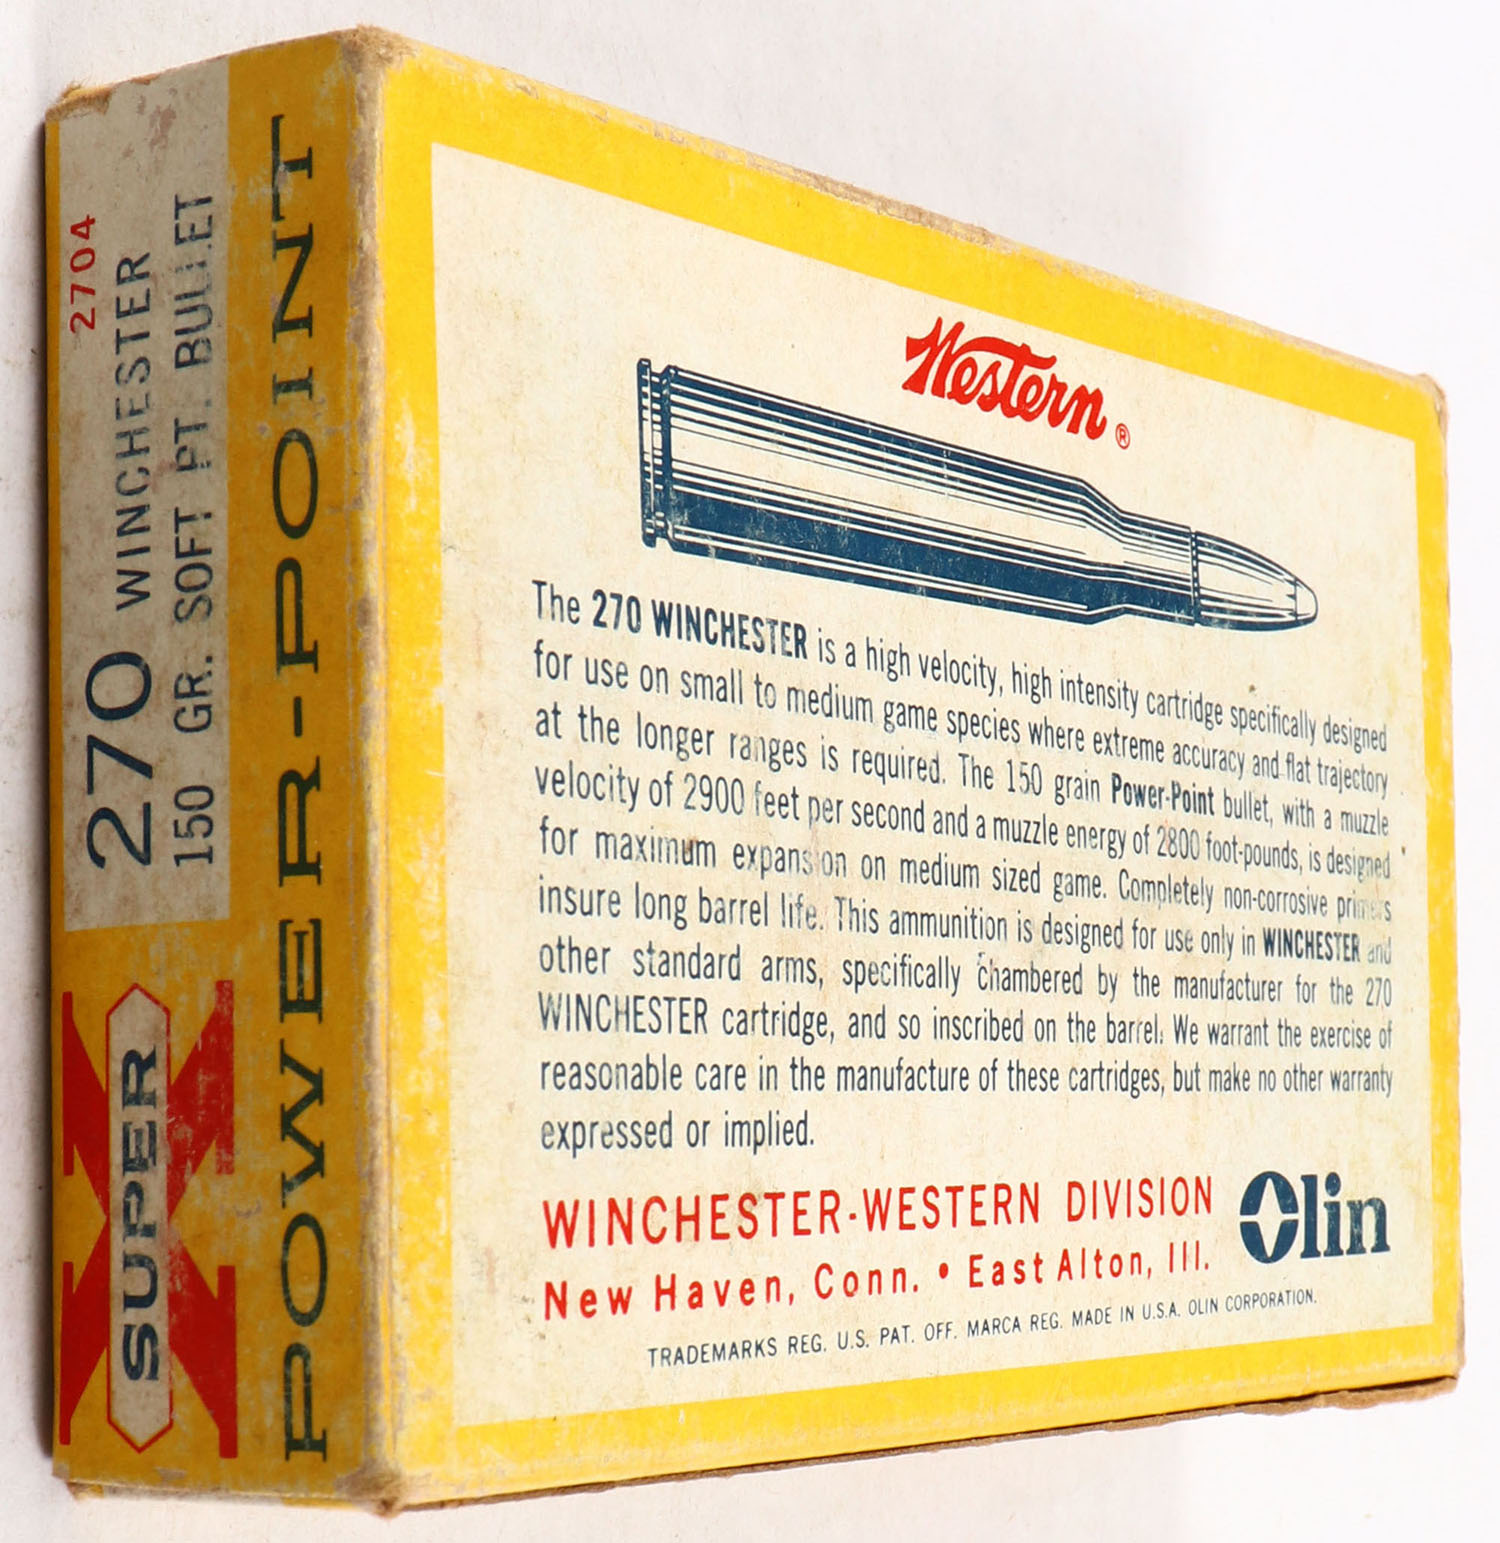 2704
270 WINCHESTER
150 GR. SOFT PT. BULLET
POWER-POINT
SUPER X
Western®
The 270 WINCHESTER is a high velocity, high intensity cartridge specifically designed
for use on small to medium game species where extreme accuracy and flat trajectory
at the longer ranges is required. The 150 grain Power-Point bullet, with a muzzle
velocity of 2900 feet per second and a muzzle energy of 2800 foot-pounds, is designed
for maximum expansion on medium sized game. Completely non-corrosive primers
insure long barrel life. This ammunition is designed for use only in WINCHESTER and
other standard arms, specifically chambered by the manufacturer for the 270
WINCHESTER cartridge, and so inscribed on the barrel. We warrant the exercise of
reasonable care in the manufacture of these cartridges, but make no other warranty
expressed or implied.
WINCHESTER-WESTERN DIVISION
New Haven, Conn. • East Alton, Ill.
Olin
TRADEMARKS REG. U.S. PAT. OFF. MARCA REG. MADE IN U.S.A. OLIN CORPORATION.